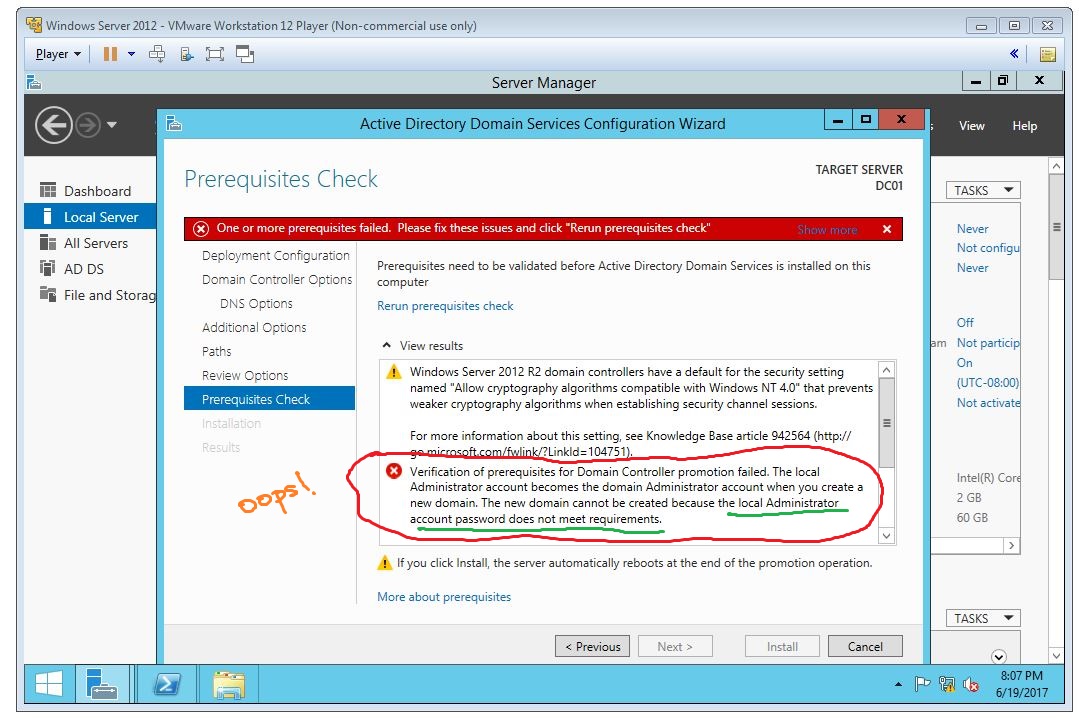 Windows Server 2012 - VMware Workstation 12 Player (Non-commercial use only)
Player
Server Manager
View Help
Active Directory Domain Services Configuration Wizard
Prerequisites Check
TARGET SERVER
DC01
One or more prerequisites failed. Please fix these issues and click "Rerun prerequisites check"
Show more
Dashboard
Local Server
All Servers
AD DS
File and Storag
Deployment Configuration
Domain Controller Options
DNS Options
Additional Options
Paths
Review Options
Prerequisites Check
Installation
Results
Prerequisites need to be validated before Active Directory Domain Services is installed on this
computer
Rerun prerequisites check
View results
Windows Server 2012 R2 domain controllers have a default for the security setting
named "Allow cryptography algorithms compatible with Windows NT 4.0" that prevents
weaker cryptography algorithms when establishing security channel sessions.
For more information about this setting, see Knowledge Base article 942564 (http://
go.microsoft.com/fwlink/?LinkId=104751).
Verification of prerequisites for Domain Controller promotion failed. The local
Administrator account becomes the domain Administrator account when you create a
new domain. The new domain cannot be created because the local Administrator
account password does not meet requirements.
oops!
If you click Install, the server automatically reboots at the end of the promotion operation.
More about prerequisites
< Previous
Next >
Install
Cancel
TASKS
Never
Not configu
Never
Off
am Not particip
On
(UTC-08:00)
Not activate
Intel(R) Core
2 GB
60 GB
TASKS
8:07 PM
6/19/2017